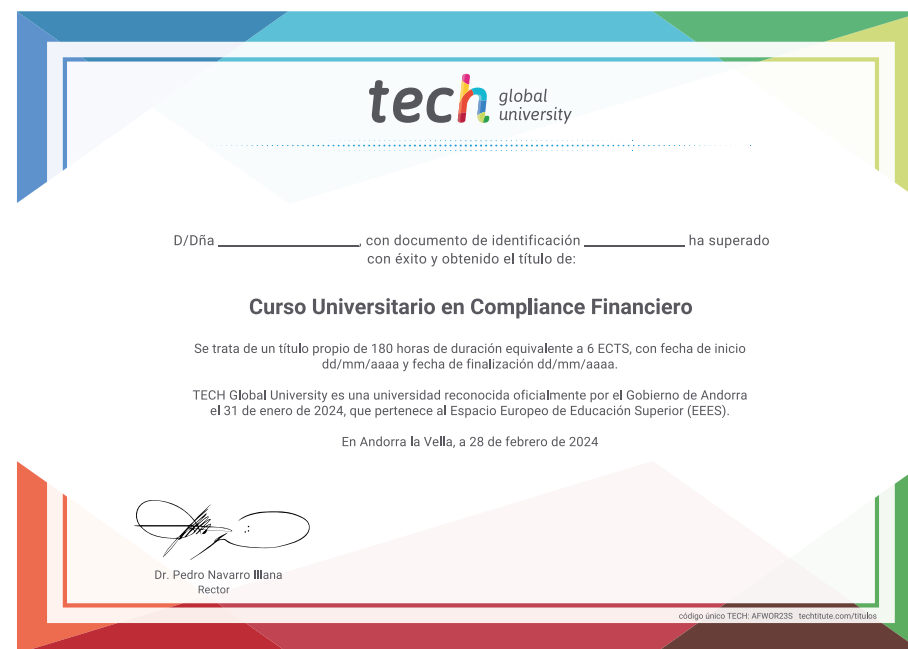 tech global university
D/Dña ____________________, con documento de identificación ______________ ha superado
con éxito y obtenido el título de:
Curso Universitario en Compliance Financiero
Se trata de un título propio de 180 horas de duración equivalente a 6 ECTS, con fecha de inicio
dd/mm/aaaa y fecha de finalización dd/mm/aaaa.
TECH Global University es una universidad reconocida oficialmente por el Gobierno de Andorra
el 31 de enero de 2024, que pertenece al Espacio Europeo de Educación Superior (EEES).
En Andorra la Vella, a 28 de febrero de 2024
Dr. Pedro Navarro Illana
Rector
código único TECH: AFWOR23S techtitute.com/titulos